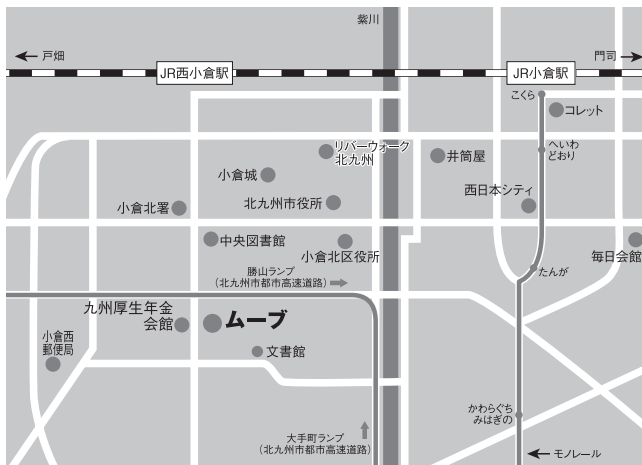 紫川
戸畑
門司
JR西小倉駅
JR小倉駅
こくら
コレット
リバーウォーク
北九州
井筒屋
へいわ
どおり
小倉城
西日本シティ
小倉北署
北九州市役所
中央図書館
小倉北区役所
毎日会館
勝山ランプ
(北九州市都市高速道路)
たんが
九州厚生年金
会館
ムーブ
小倉西
郵便局
文書館
かわらぐち
みはぎの
大手町ランプ
(北九州市都市高速道路)
モノレール